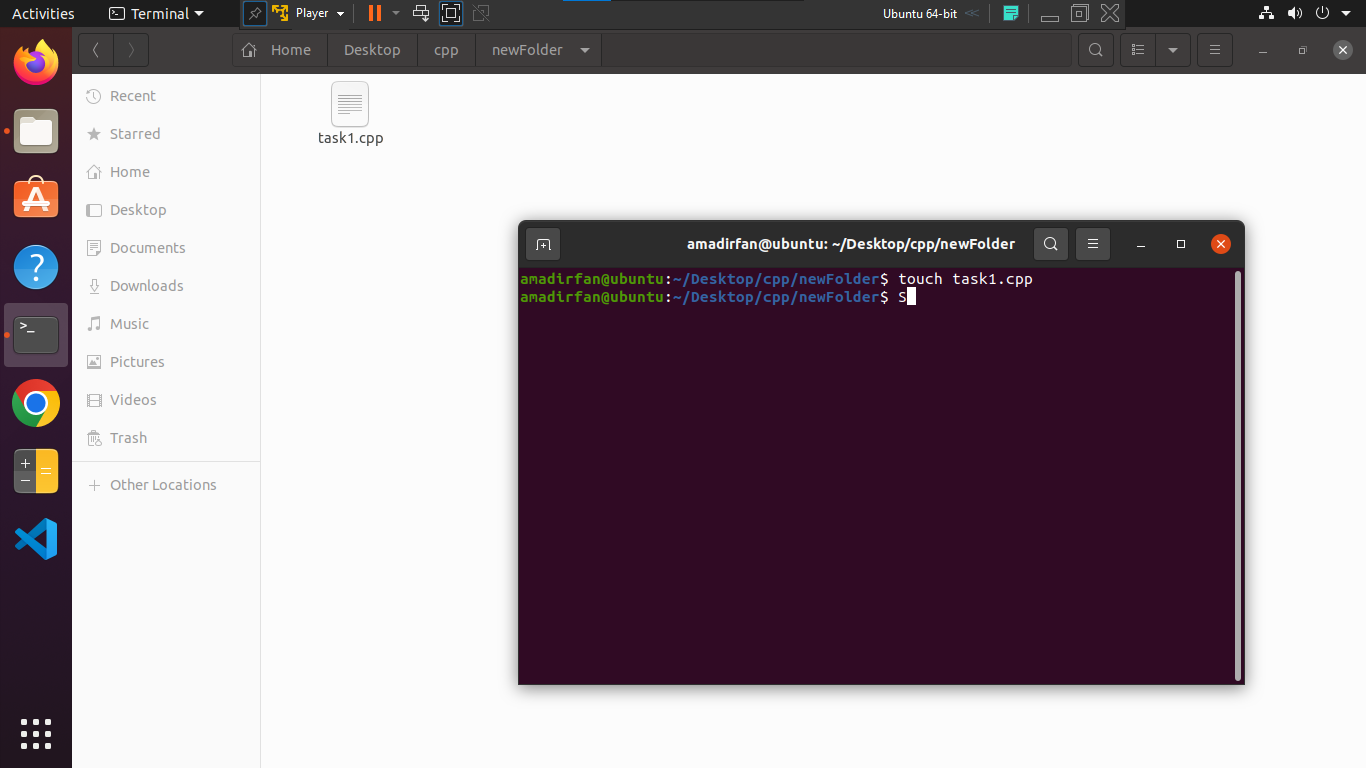 Activities
Terminal
Player
Ubuntu 64-bit
Home
Desktop
cpp
newFolder
Recent
Starred
Home
Desktop
Documents
Downloads
Music
Pictures
Videos
Trash
Other Locations
task1.cpp
amadirfan@ubuntu: ~/Desktop/cpp/newFolder
amadirfan@ubuntu:~/Desktop/cpp/newFolder$ touch task1.cpp
amadirfan@ubuntu:~/Desktop/cpp/newFolder$ S